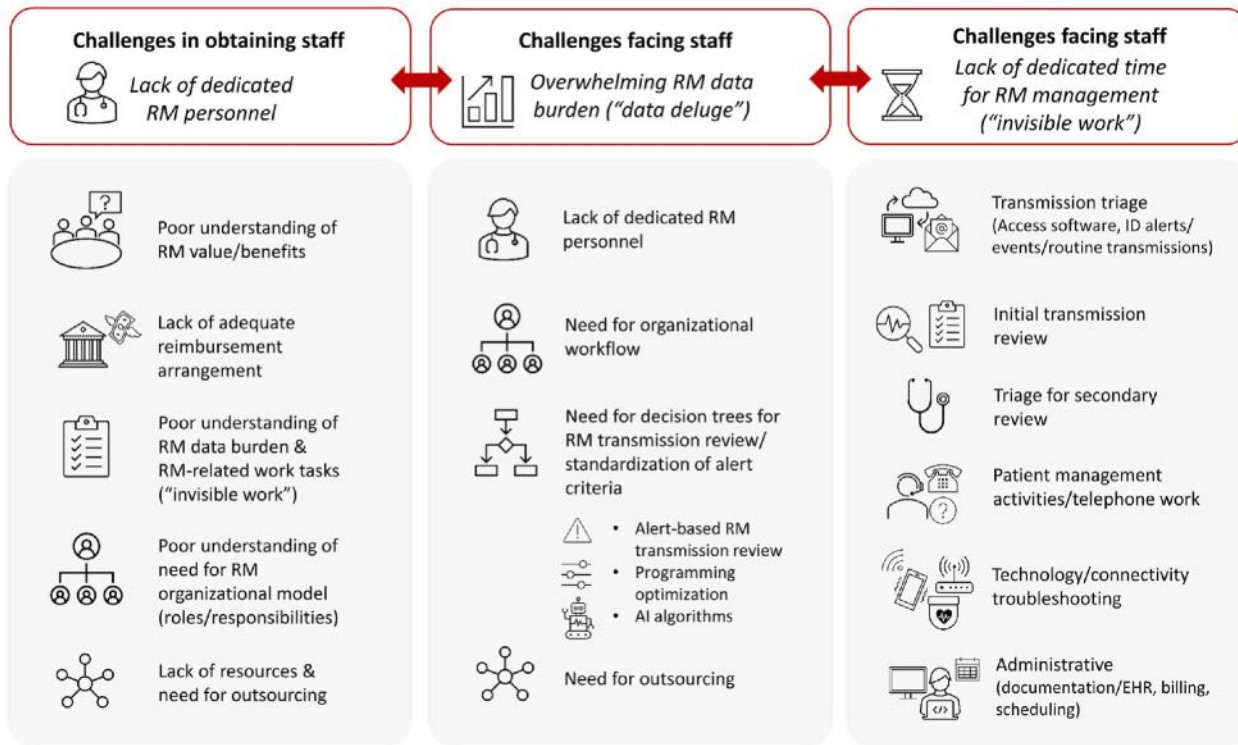 Challenges in obtaining staff
Lack of dedicated
RM personnel
Challenges facing staff
Overwhelming RM data
burden (“data deluge”)
Challenges facing staff
Lack of dedicated time
for RM management
(“invisible work”)
?
Poor understanding of
RM value/benefits
Lack of adequate
reimbursement
arrangement
Poor understanding of
RM data burden &
RM-related work tasks
(“invisible work”)
Poor understanding of
need for RM
organizational model
(roles/responsibilities)
Lack of resources &
need for outsourcing
Lack of dedicated RM
personnel
Need for organizational
workflow
Need for decision trees for
RM transmission review/
standardization of alert
criteria
• Alert-based RM
transmission review
• Programming
optimization
• AI algorithms
Need for outsourcing
@
Transmission triage
(Access software, ID alerts/
events/routine transmissions)
Initial transmission
review
Triage for secondary
review
?
Patient management
activities/telephone work
Technology/connectivity
troubleshooting
</>
Administrative
(documentation/EHR, billing,
scheduling)